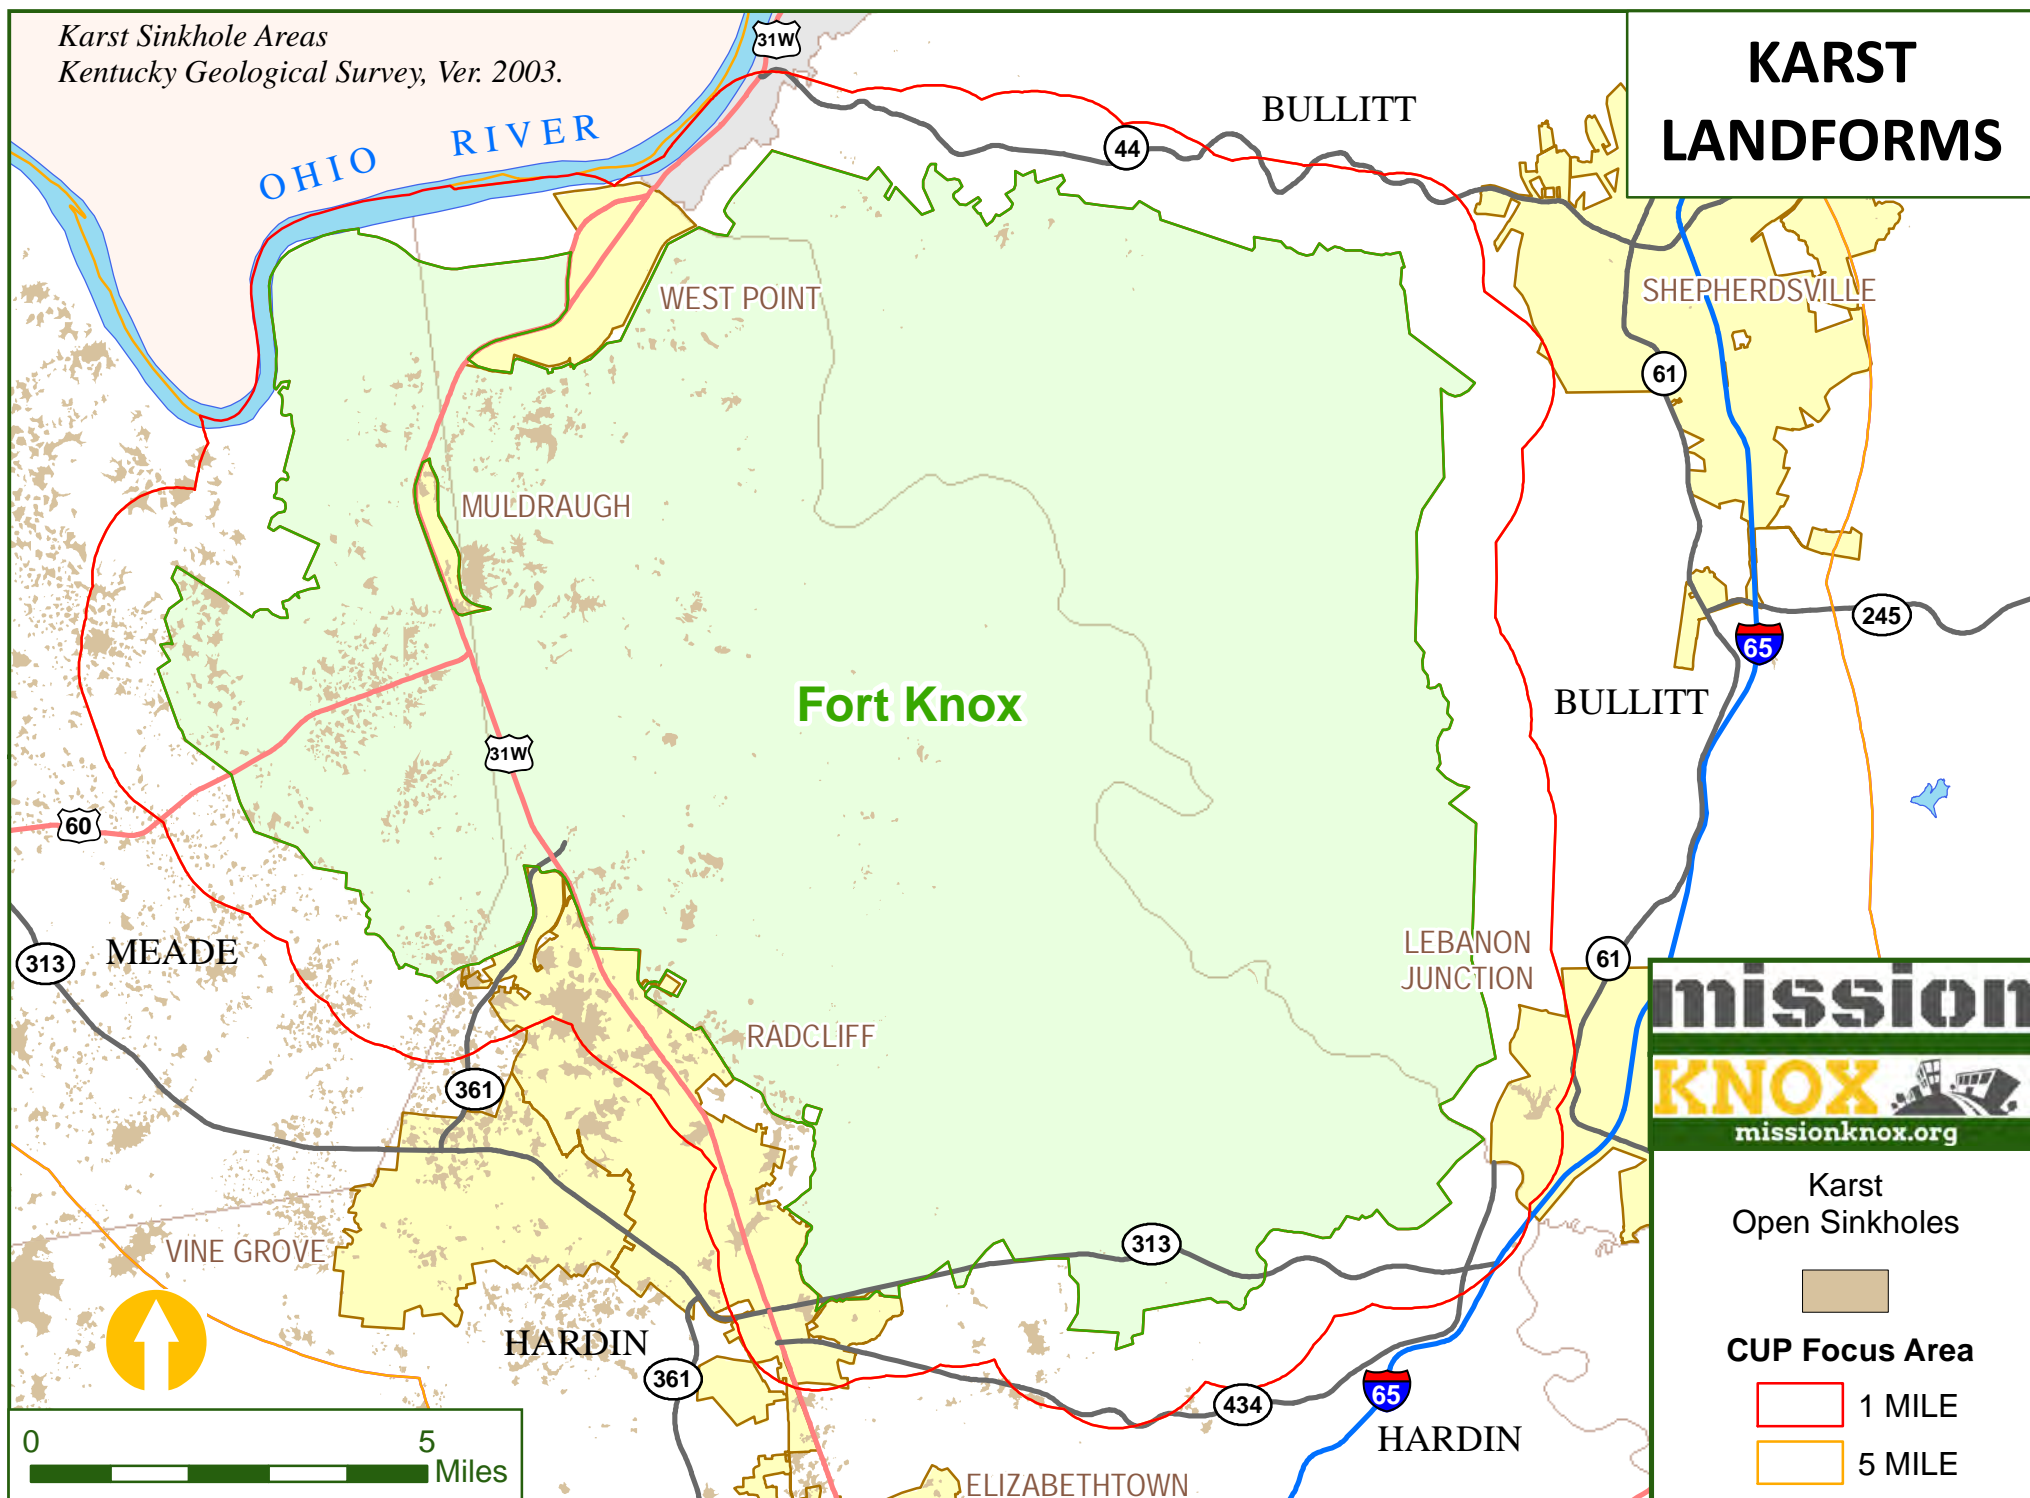 Karst Sinkhole Areas
Kentucky Geological Survey, Ver. 2003.
KARST
LANDFORMS
31W
BULLITT
44
OHIO RIVER
WEST POINT
SHEPHERDSVILLE
61
MULDRAUGH
245
65
BULLITT
Fort Knox
31W
60
MEADE
313
LEBANON
JUNCTION
61
RADCLIFF
361
313
VINE GROVE
HARDIN
361
434
65
HARDIN
ELIZABETHTOWN
mission
KNOX
missionknox.org
Karst
Open Sinkholes
CUP Focus Area
1 MILE
5 MILE
0 5
Miles